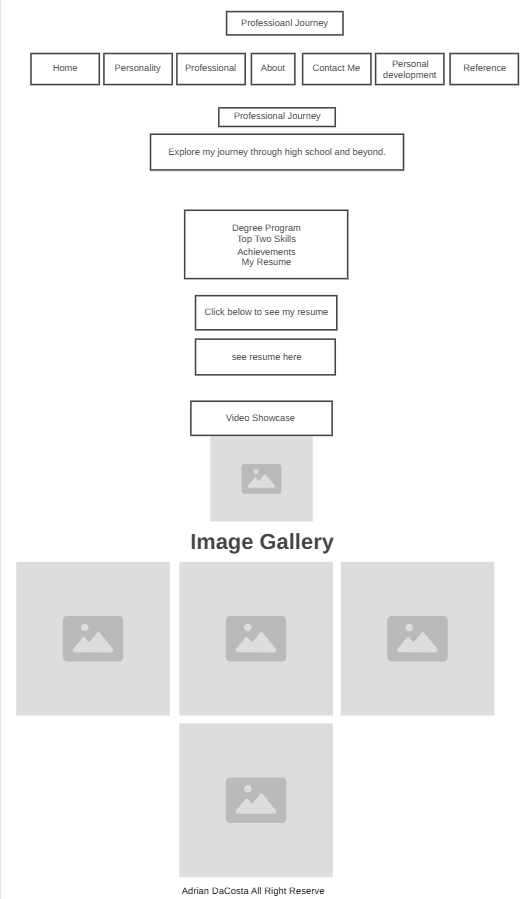 Professioanl Journey
Home
Personality
Professional
About
Contact Me
Personal
development
Reference
Professional Journey
Explore my journey through high school and beyond.
Degree Program
Top Two Skills
Achievements
My Resume
Click below to see my resume
see resume here
Video Showcase
Image Gallery
Adrian DaCosta All Right Reserve